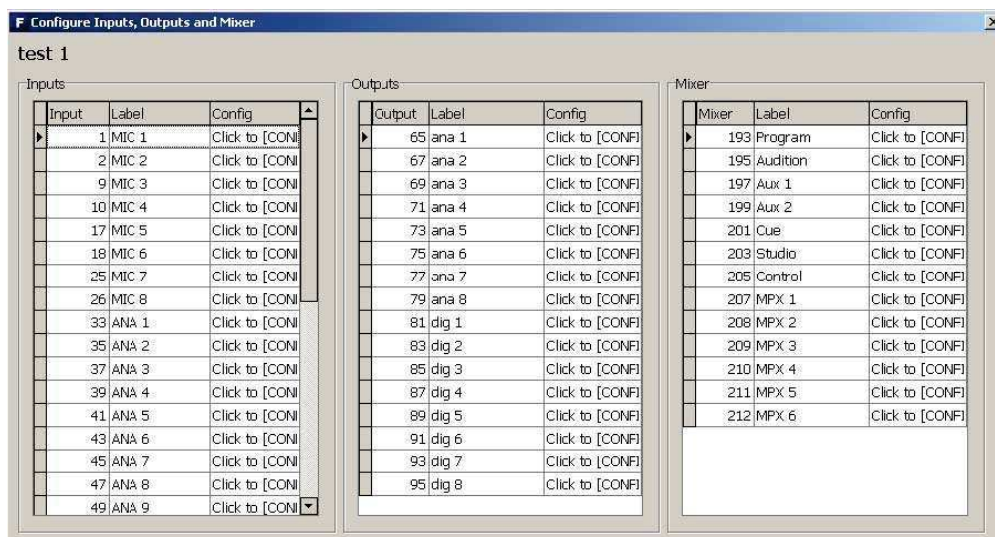 F Configure Inputs, Outputs and Mixer
test 1
Inputs
Input Label Config
1 MIC 1 Click to [CONI
2 MIC 2 Click to [CONI
9 MIC 3 Click to [CONI
10 MIC 4 Click to [CONI
17 MIC 5 Click to [CONI
18 MIC 6 Click to [CONI
25 MIC 7 Click to [CONI
26 MIC 8 Click to [CONI
33 ANA 1 Click to [CONI
35 ANA 2 Click to [CONI
37 ANA 3 Click to [CONI
39 ANA 4 Click to [CONI
41 ANA 5 Click to [CONI
43 ANA 6 Click to [CONI
45 ANA 7 Click to [CONI
47 ANA 8 Click to [CONI
49 ANA 9 Click to [CONI
Outputs
Output Label Config
65 ana 1 Click to [CONFI
67 ana 2 Click to [CONFI
69 ana 3 Click to [CONFI
71 ana 4 Click to [CONFI
73 ana 5 Click to [CONFI
75 ana 6 Click to [CONFI
77 ana 7 Click to [CONFI
79 ana 8 Click to [CONFI
81 dig 1 Click to [CONFI
83 dig 2 Click to [CONFI
85 dig 3 Click to [CONFI
87 dig 4 Click to [CONFI
89 dig 5 Click to [CONFI
91 dig 6 Click to [CONFI
93 dig 7 Click to [CONFI
95 dig 8 Click to [CONFI
Mixer
Mixer Label Config
193 Program Click to [CONFI
195 Audition Click to [CONFI
197 Aux 1 Click to [CONFI
199 Aux 2 Click to [CONFI
201 Cue Click to [CONFI
203 Studio Click to [CONFI
205 Control Click to [CONFI
207 MPX 1 Click to [CONFI
208 MPX 2 Click to [CONFI
209 MPX 3 Click to [CONFI
210 MPX 4 Click to [CONFI
211 MPX 5 Click to [CONFI
212 MPX 6 Click to [CONFI